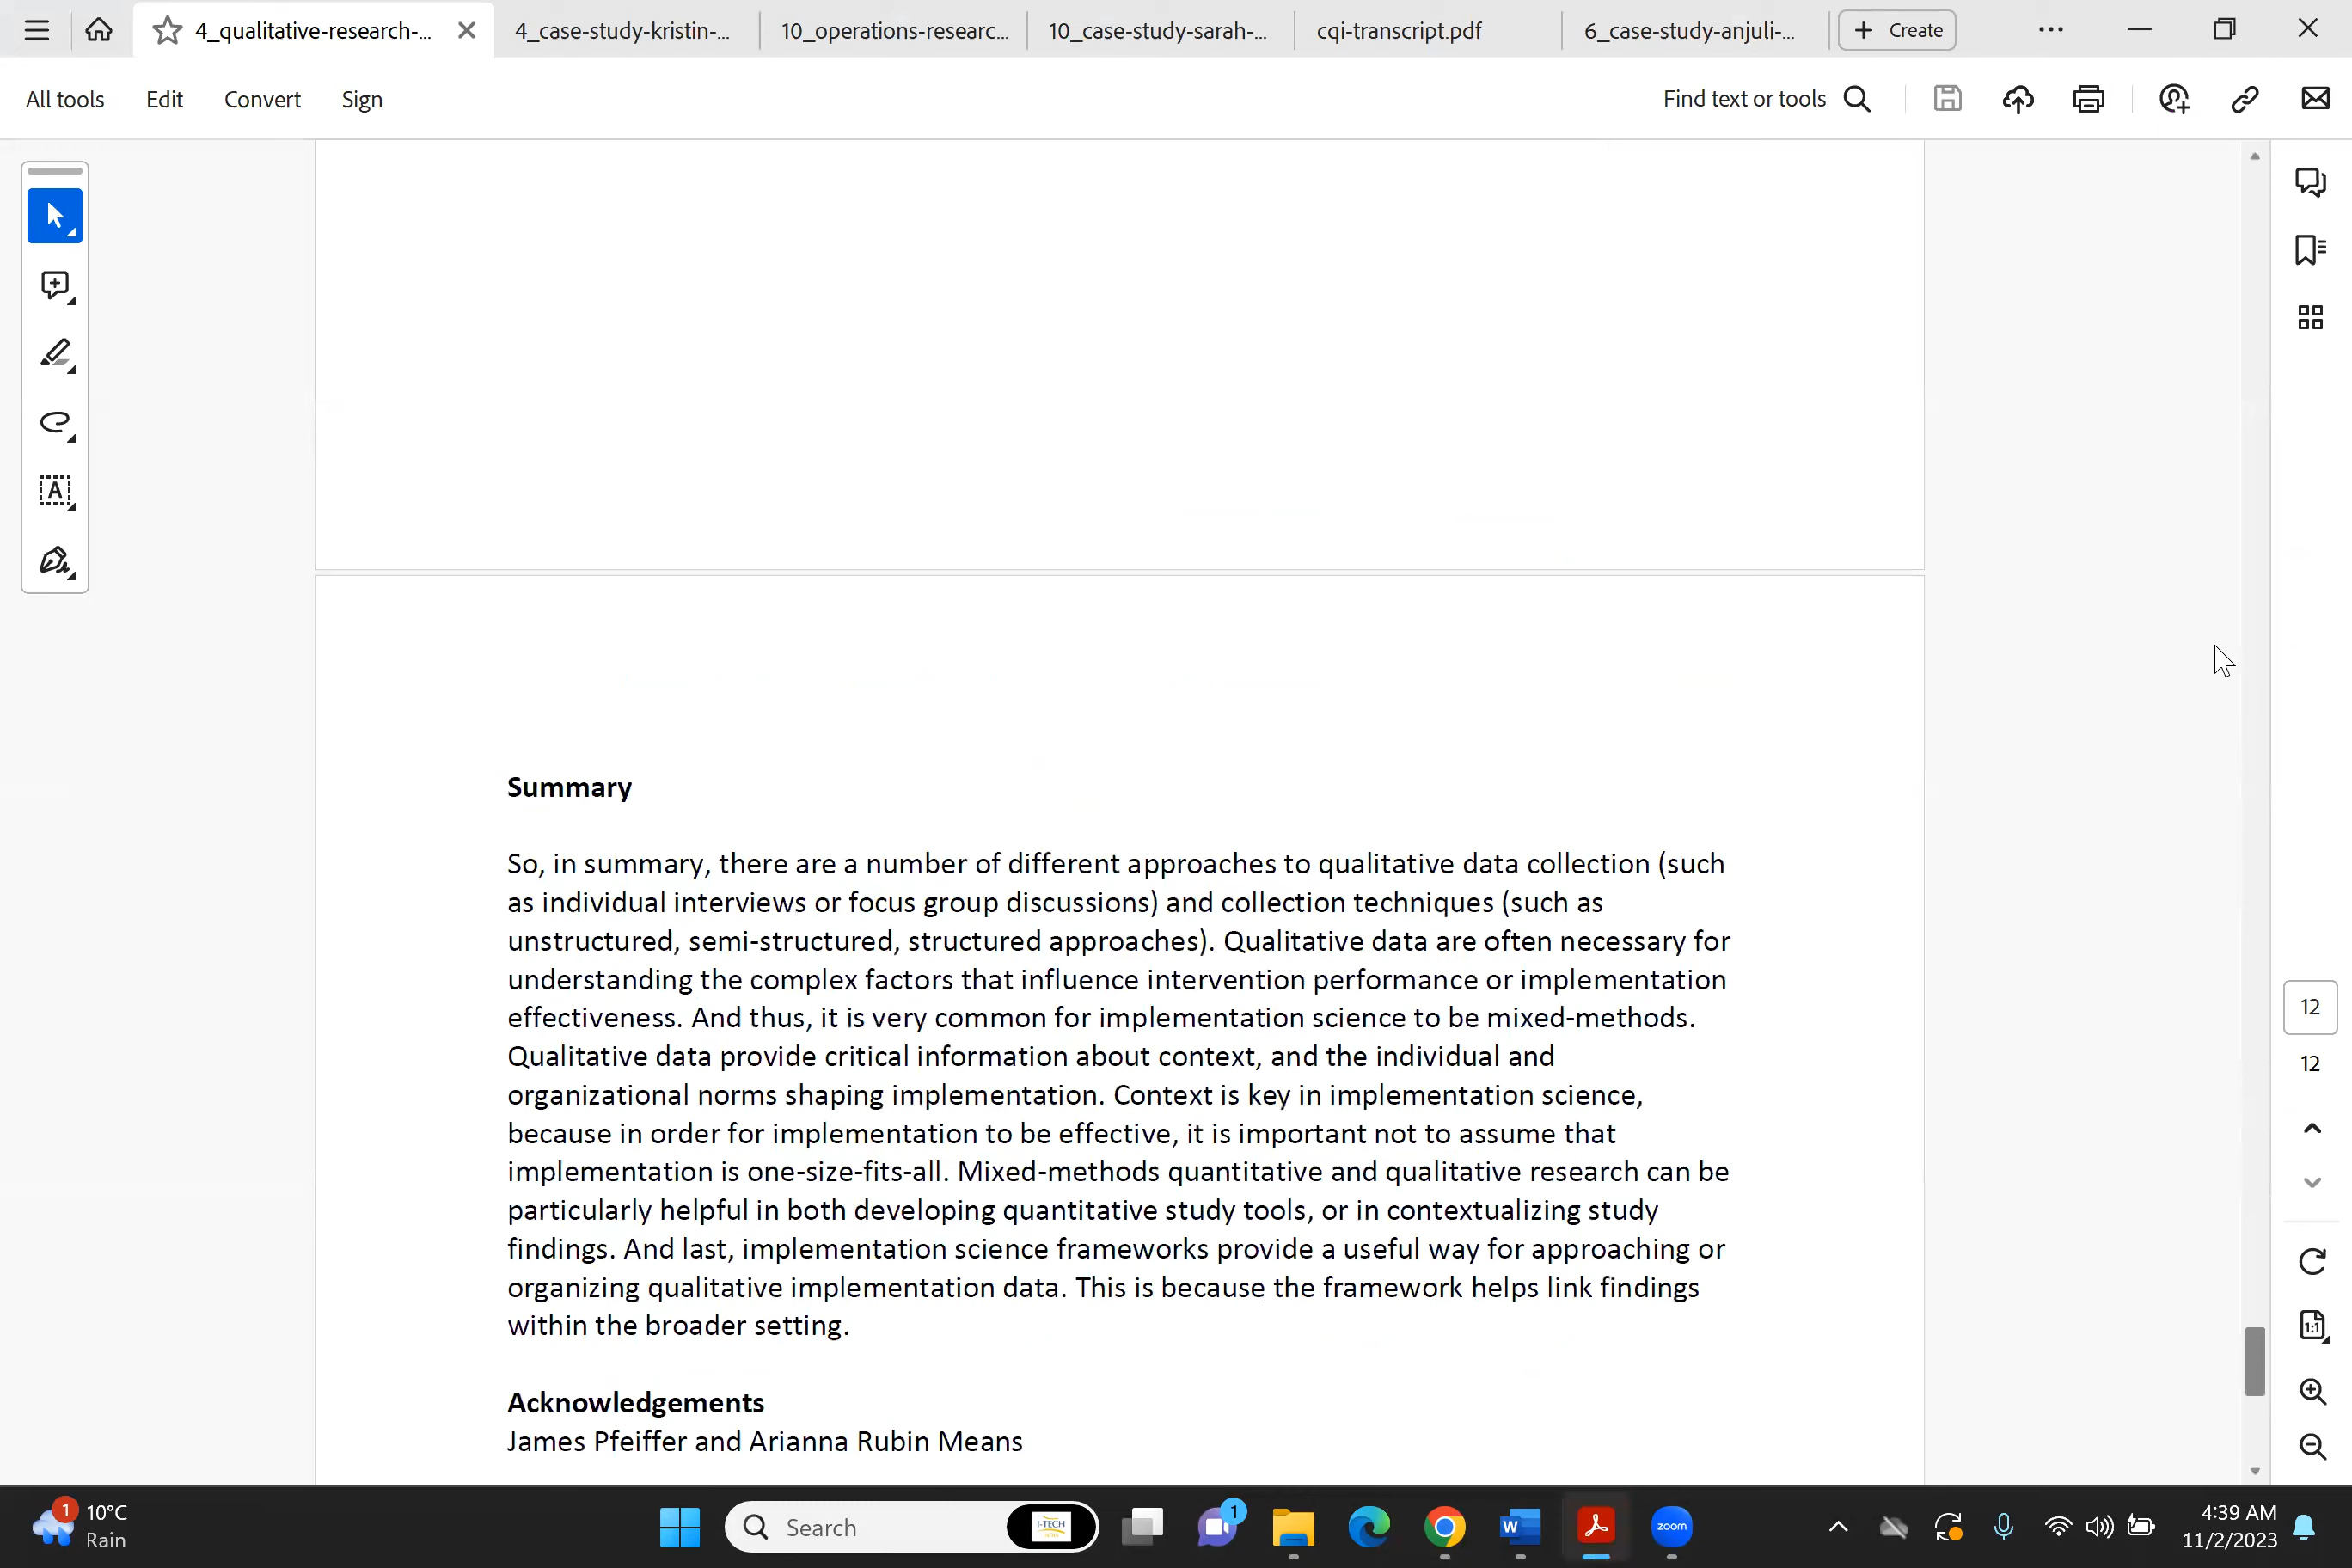 4_qualitative-research-...
4_case-study-kristin-...
10_operations-researc...
10_case-study-sarah-...
cqi-transcript.pdf
6_case-study-anjuli-...
Create
All tools
Edit
Convert
Sign
Find text or tools
Summary
So, in summary, there are a number of different approaches to qualitative data collection (such
as individual interviews or focus group discussions) and collection techniques (such as
unstructured, semi-structured, structured approaches). Qualitative data are often necessary for
understanding the complex factors that influence intervention performance or implementation
effectiveness. And thus, it is very common for implementation science to be mixed-methods.
Qualitative data provide critical information about context, and the individual and
organizational norms shaping implementation. Context is key in implementation science,
because in order for implementation to be effective, it is important not to assume that
implementation is one-size-fits-all. Mixed-methods quantitative and qualitative research can be
particularly helpful in both developing quantitative study tools, or in contextualizing study
findings. And last, implementation science frameworks provide a useful way for approaching or
organizing qualitative implementation data. This is because the framework helps link findings
within the broader setting.
Acknowledgements
James Pfeiffer and Arianna Rubin Means
12
12
1:1
1
10°C
Rain
Search
I-TECH
1
W
zoom
4:39 AM
11/2/2023